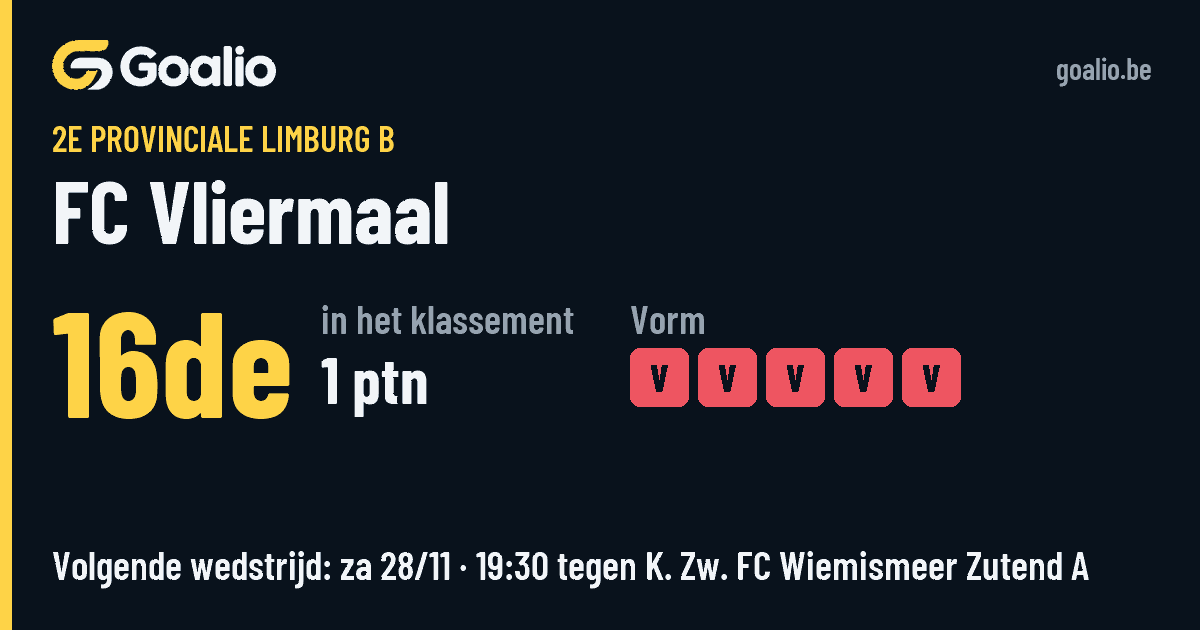 Goalio
goalio.be
2E PROVINCIALE LIMBURG B
FC Vliermaal
16de
in het klassement
1 ptn
Vorm
V V V V V
Volgende wedstrijd: za 28/11 · 19:30 tegen K. Zw. FC Wiemismeer Zutend A